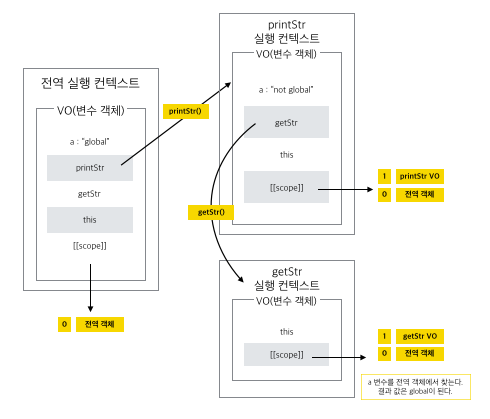 전역 실행 컨텍스트
VO(변수 객체)
a : "global"
printStr
getStr
this
[[scope]]
0 전역 객체
printStr()
printStr
실행 컨텍스트
VO(변수 객체)
a : "not global"
getStr
this
[[scope]]
1 printStr VO
0 전역 객체
getStr()
getStr
실행 컨텍스트
VO(변수 객체)
this
[[scope]]
1 getStr VO
0 전역 객체
a 변수를 전역 객체에서 찾는다.
결과 값은 global이 된다.